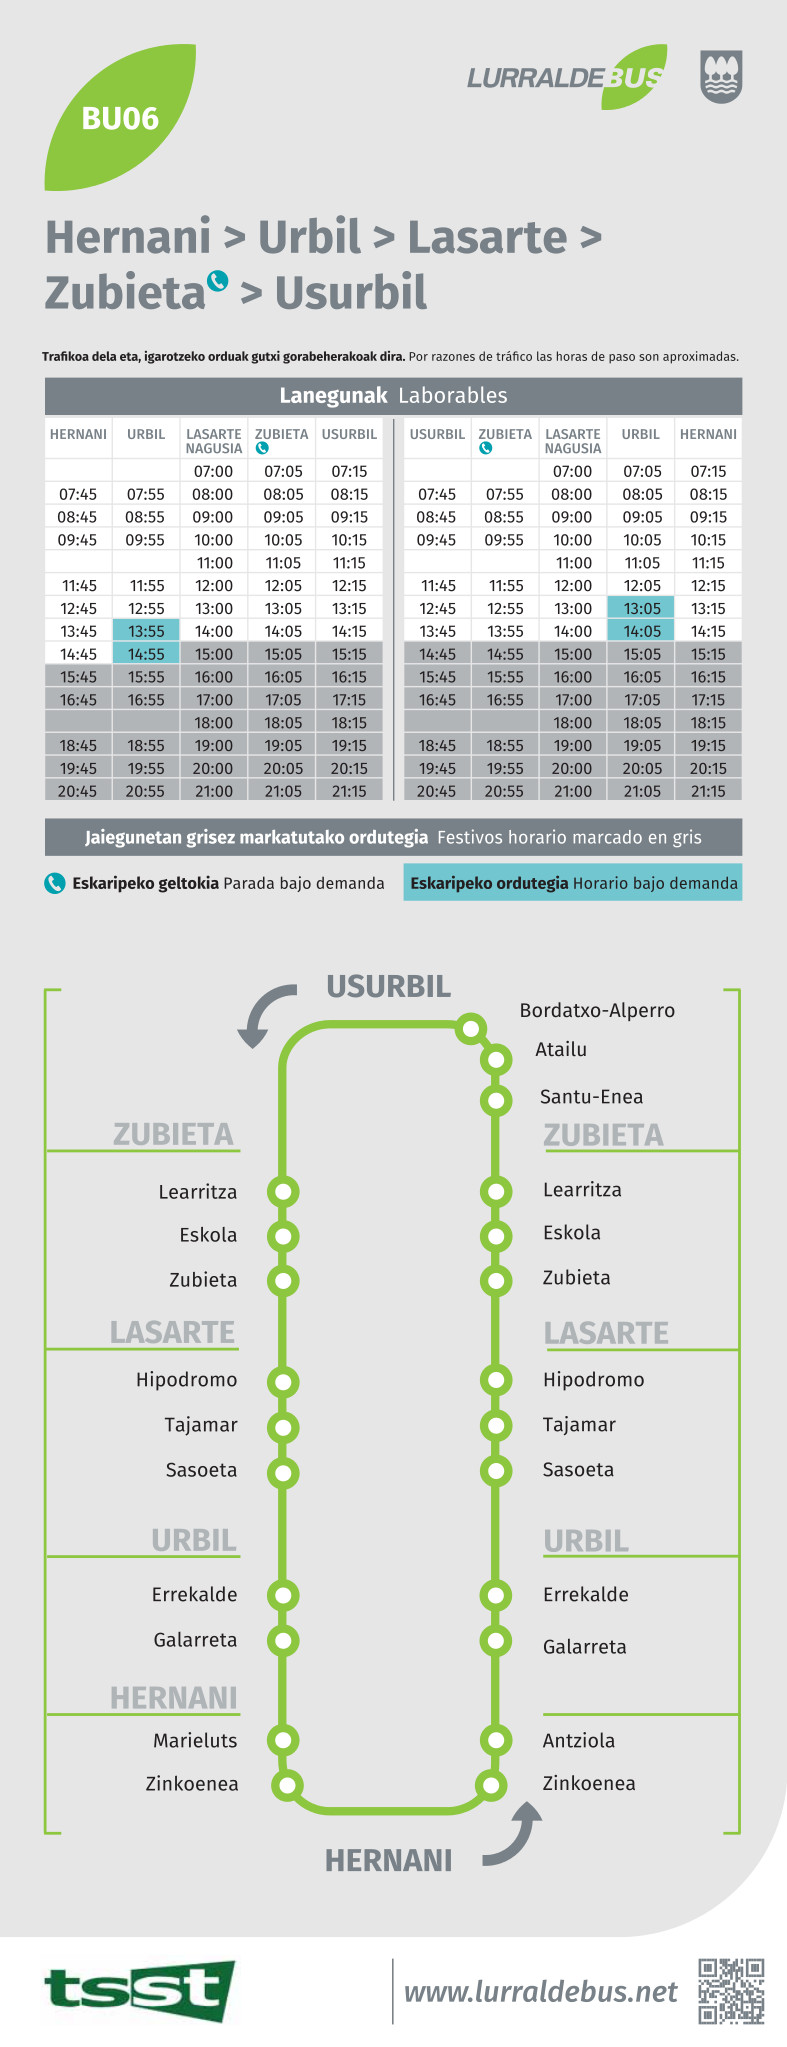 BU06
LURRALDEBUS
Hernani > Urbil > Lasarte >
Zubieta > Usurbil
Trafikoa dela eta, igarotzeko orduak gutxi gorabeherakoak dira. Por razones de tráfico las horas de paso son aproximadas.
Lanegunak Laborables
HERNANI URBIL LASARTE NAGUSIA ZUBIETA USURBIL USURBIL ZUBIETA LASARTE NAGUSIA URBIL HERNANI
07:00 07:05 07:15 07:00 07:05 07:15
07:45 07:55 08:00 08:05 08:15 07:45 07:55 08:00 08:05 08:15
08:45 08:55 09:00 09:05 09:15 08:45 08:55 09:00 09:05 09:15
09:45 09:55 10:00 10:05 10:15 09:45 09:55 10:00 10:05 10:15
11:00 11:05 11:15 11:00 11:05 11:15
11:45 11:55 12:00 12:05 12:15 11:45 11:55 12:00 12:05 12:15
12:45 12:55 13:00 13:05 13:15 12:45 12:55 13:00 13:05 13:15
13:45 13:55 14:00 14:05 14:15 13:45 13:55 14:00 14:05 14:15
14:45 14:55 15:00 15:05 15:15 14:45 14:55 15:00 15:05 15:15
15:45 15:55 16:00 16:05 16:15 15:45 15:55 16:00 16:05 16:15
16:45 16:55 17:00 17:05 17:15 16:45 16:55 17:00 17:05 17:15
18:00 18:05 18:15 18:00 18:05 18:15
18:45 18:55 19:00 19:05 19:15 18:45 18:55 19:00 19:05 19:15
19:45 19:55 20:00 20:05 20:15 19:45 19:55 20:00 20:05 20:15
20:45 20:55 21:00 21:05 21:15 20:45 20:55 21:00 21:05 21:15
Jaiegunetan grisez markatutako ordutegia Festivos horario marcado en gris
Eskaripeko geltokia Parada bajo demanda
Eskaripeko ordutegia Horario bajo demanda
USURBIL
Bordatxo-Alperro
Atailu
Santu-Enea
ZUBIETA ZUBIETA
Learritza Learritza
Eskola Eskola
Zubieta Zubieta
LASARTE LASARTE
Hipodromo Hipodromo
Tajamar Tajamar
Sasoeta Sasoeta
URBIL URBIL
Errekalde Errekalde
Galarreta Galarreta
HERNANI
Marieluts Antziola
Zinkoenea Zinkoenea
HERNANI
tsst
www.lurraldebus.net